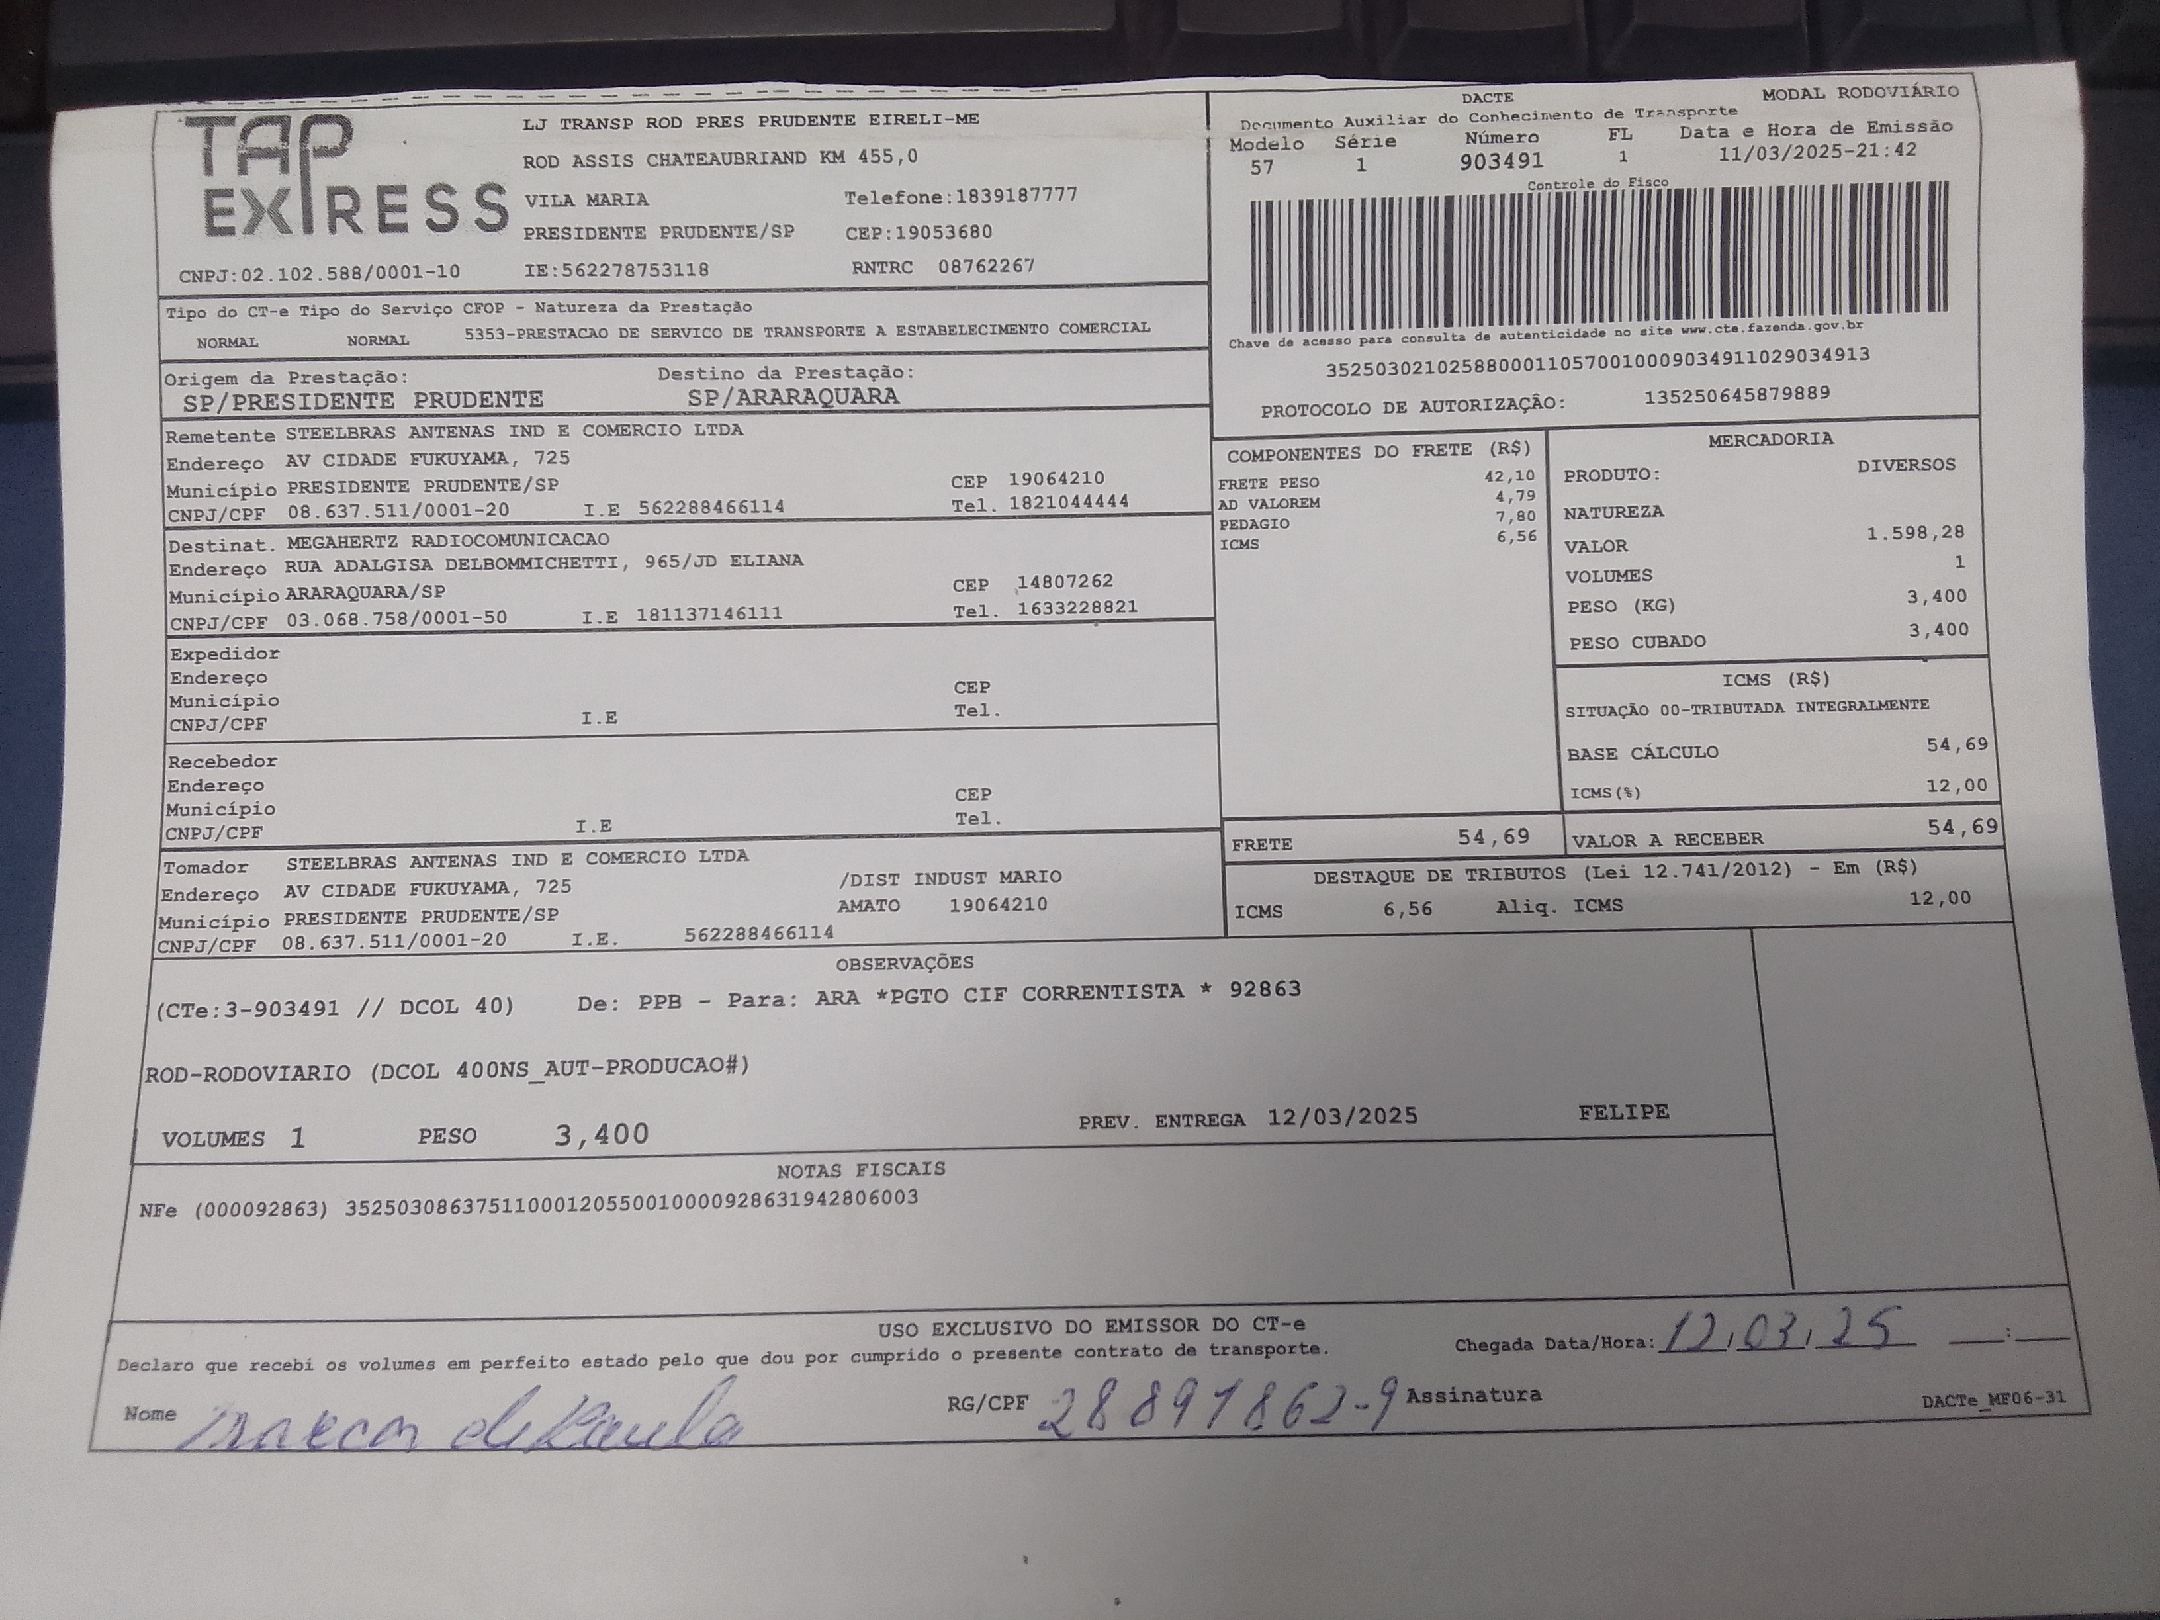 TAP EXPRESS
LJ TRANSP ROD PRES PRUDENTE EIRELI-ME
ROD ASSIS CHATEAUBRIAND KM 455,0
VILA MARIA Telefone:1839187777
PRESIDENTE PRUDENTE/SP CEP:19053680
CNPJ:02.102.588/0001-10 IE:562278753118 RNTRC 08762267
DACTE MODAL RODOVIÁRIO
Documento Auxiliar do Conhecimento de Transporte
Modelo Série Número FL Data e Hora de Emissão
57 1 903491 1 11/03/2025-21:42
Controle do Fisco
Chave de acesso para consulta de autenticidade no site www.cte.fazenda.gov.br
35250302102588000110570010009034911029034913
PROTOCOLO DE AUTORIZAÇÃO: 135250645879889
Tipo do CT-e Tipo do Serviço CFOP - Natureza da Prestação
NORMAL NORMAL 5353-PRESTACAO DE SERVICO DE TRANSPORTE A ESTABELECIMENTO COMERCIAL
Origem da Prestação: Destino da Prestação:
SP/PRESIDENTE PRUDENTE SP/ARARAQUARA
Remetente STEELBRAS ANTENAS IND E COMERCIO LTDA
Endereço AV CIDADE FUKUYAMA, 725
Município PRESIDENTE PRUDENTE/SP CEP 19064210
CNPJ/CPF 08.637.511/0001-20 I.E 562288466114 Tel. 1821044444
Destinat. MEGAHERTZ RADIOCOMUNICACAO
Endereço RUA ADALGISA DELBOMMICHETTI, 965/JD ELIANA
Município ARARAQUARA/SP CEP 14807262
CNPJ/CPF 03.068.758/0001-50 I.E 181137146111 Tel. 1633228821
Expedidor
Endereço
Município CEP
CNPJ/CPF I.E Tel.
Recebedor
Endereço
Município CEP
CNPJ/CPF I.E Tel.
Tomador STEELBRAS ANTENAS IND E COMERCIO LTDA
Endereço AV CIDADE FUKUYAMA, 725 /DIST INDUST MARIO
Município PRESIDENTE PRUDENTE/SP AMATO 19064210
CNPJ/CPF 08.637.511/0001-20 I.E. 562288466114
COMPONENTES DO FRETE (R$)
FRETE PESO 42,10
AD VALOREM 4,79
PEDAGIO 7,80
ICMS 6,56
MERCADORIA
PRODUTO: DIVERSOS
NATUREZA
VALOR 1.598,28
VOLUMES 1
PESO (KG) 3,400
PESO CUBADO 3,400
ICMS (R$)
SITUAÇÃO 00-TRIBUTADA INTEGRALMENTE
BASE CÁLCULO 54,69
ICMS(%) 12,00
FRETE 54,69 VALOR A RECEBER 54,69
DESTAQUE DE TRIBUTOS (Lei 12.741/2012) - Em (R$)
ICMS 6,56 Aliq. ICMS 12,00
OBSERVAÇÕES
(CTe:3-903491 // DCOL 40) De: PPB - Para: ARA *PGTO CIF CORRENTISTA * 92863
ROD-RODOVIARIO (DCOL 400NS_AUT-PRODUCAO#)
VOLUMES 1 PESO 3,400 PREV. ENTREGA 12/03/2025 FELIPE
NOTAS FISCAIS
NFe (000092863) 35250308637511000120550010000928631942806003
USO EXCLUSIVO DO EMISSOR DO CT-e
Declaro que recebi os volumes em perfeito estado pelo que dou por cumprido o presente contrato de transporte.
Chegada Data/Hora: 12/03/25 __:__
Nome de Paula RG/CPF 28897862-9 Assinatura
DACTe_MF06-31